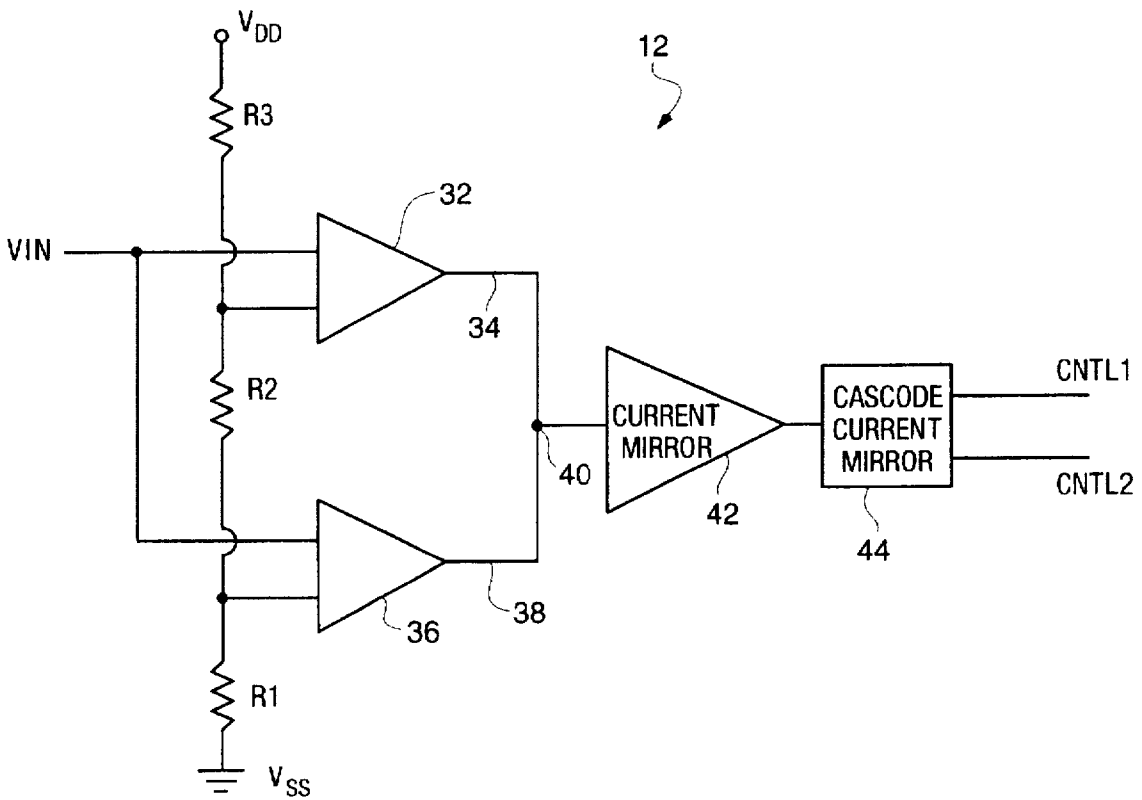 VDD
12
R3
32
VIN
34
R2
CNTL1
CURRENT
MIRROR
CASCODE
CURRENT
MIRROR
40
42
CNTL2
44
36
38
R1
VSS